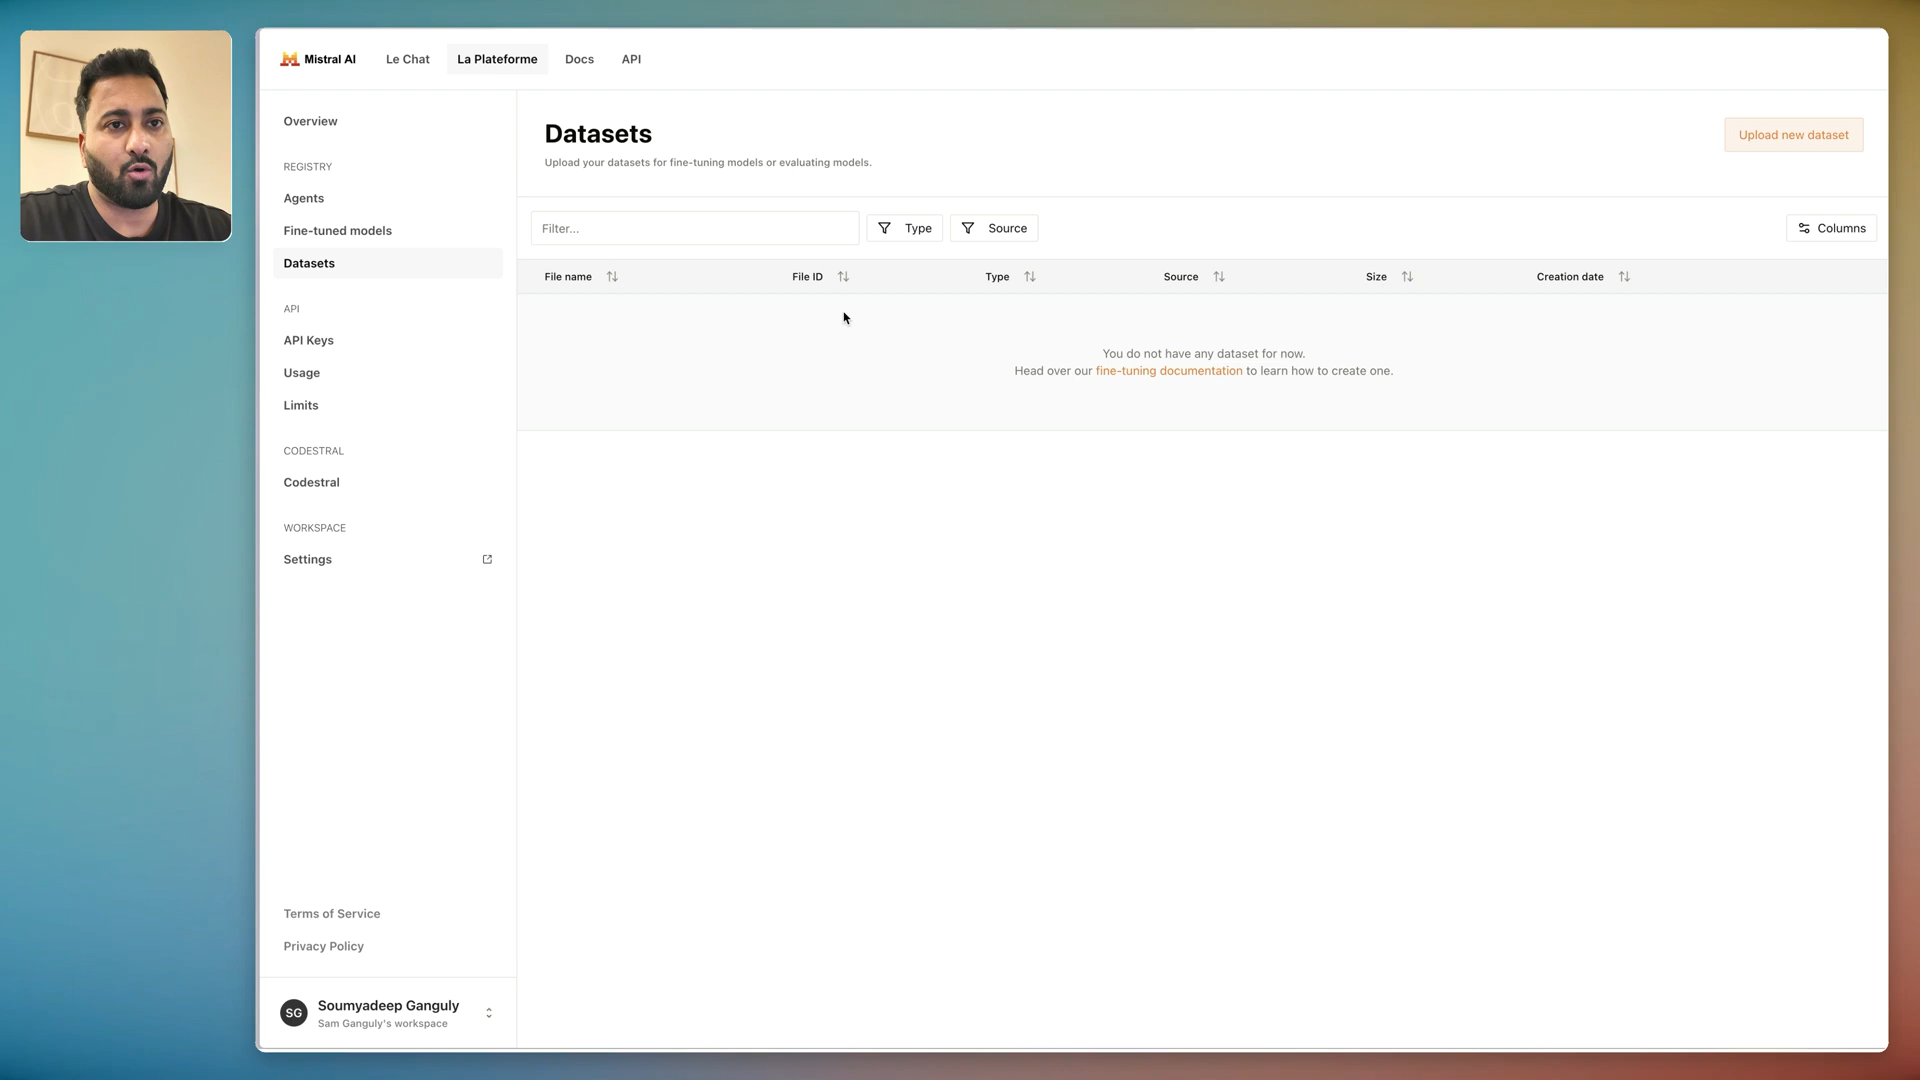 Mistral AI
Le Chat
La Plateforme
Docs
API
Overview
REGISTRY
Agents
Fine-tuned models
Datasets
API
API Keys
Usage
Limits
CODESTRAL
Codestral
WORKSPACE
Settings
Terms of Service
Privacy Policy
SG
Soumyadeep Ganguly
Sam Ganguly's workspace
Datasets
Upload your datasets for fine-tuning models or evaluating models.
Upload new dataset
Filter...
Type
Source
Columns
File name
File ID
Type
Source
Size
Creation date
You do not have any dataset for now.
Head over our fine-tuning documentation to learn how to create one.